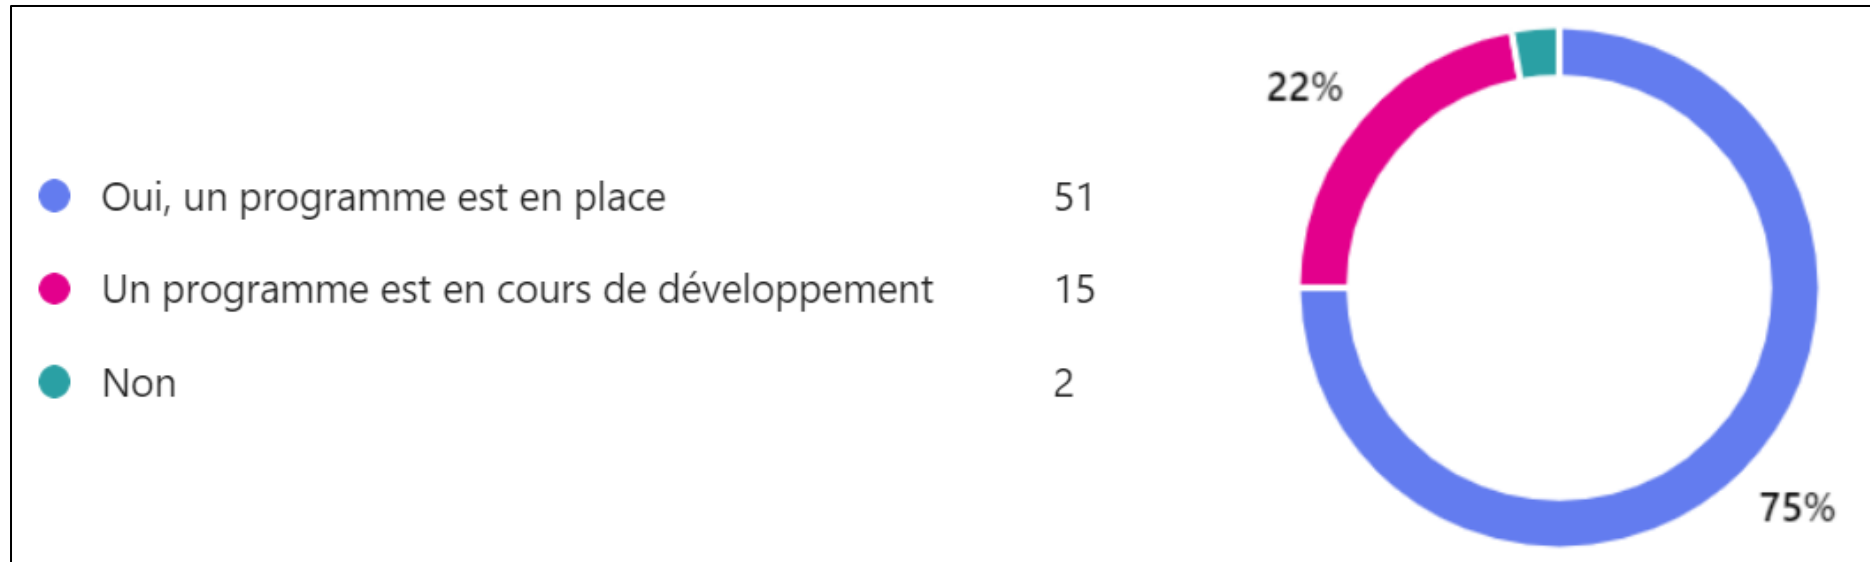 22%
Oui, un programme est en place 51
Un programme est en cours de développement 15
Non 2
75%